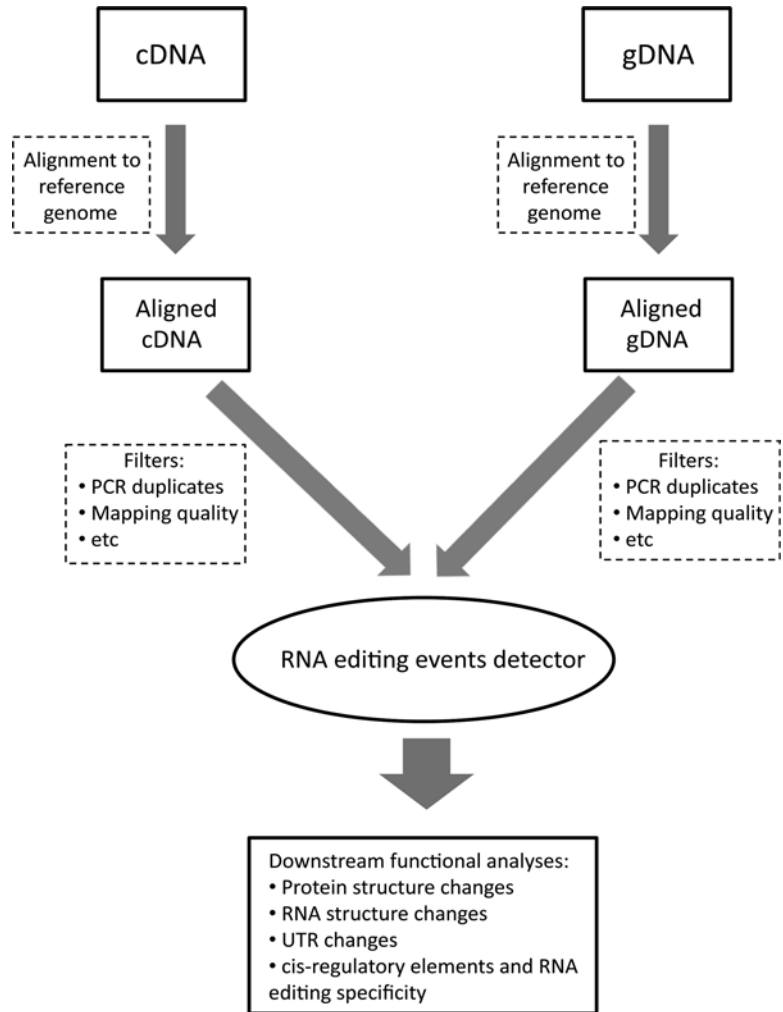 cDNA
gDNA
Alignment to
reference
genome
Alignment to
reference
genome
Aligned
cDNA
Aligned
gDNA
Filters:
• PCR duplicates
• Mapping quality
• etc
Filters:
• PCR duplicates
• Mapping quality
• etc
RNA editing events detector
Downstream functional analyses:
• Protein structure changes
• RNA structure changes
• UTR changes
• cis-regulatory elements and RNA
editing specificity